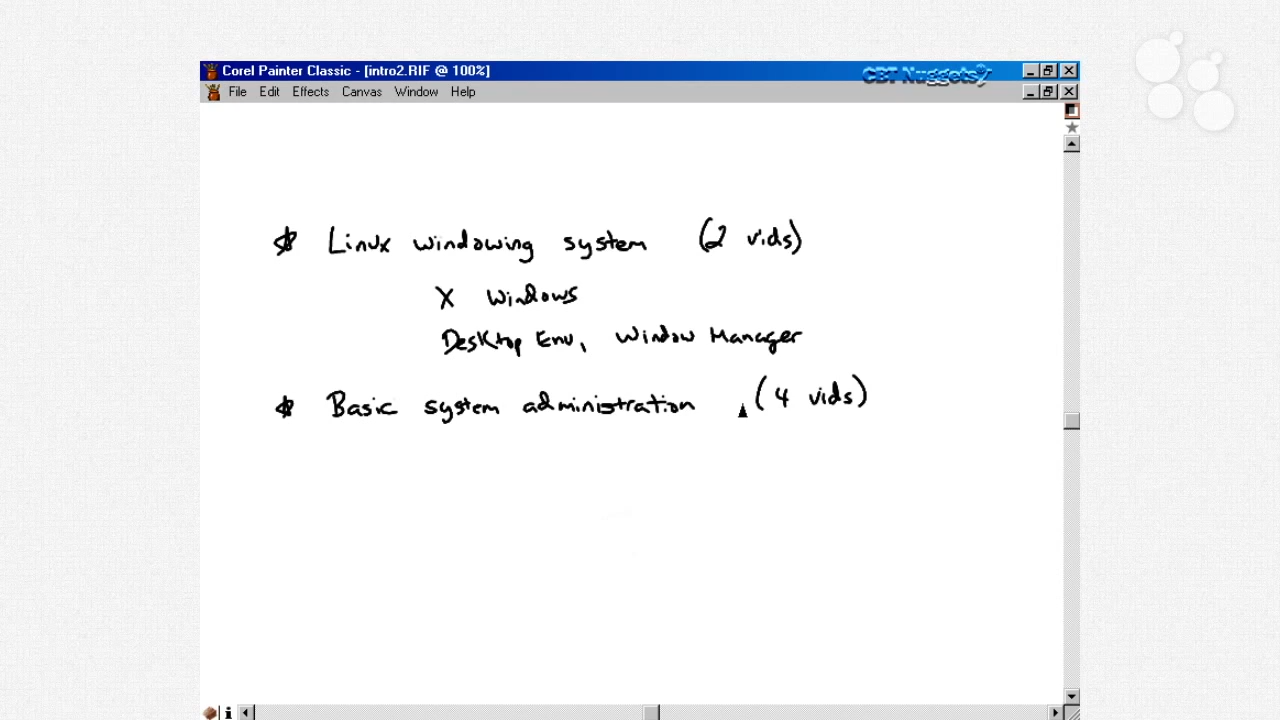 Corel Painter Classic - [intro2.RIF @ 100%]
CBT Nuggets
File Edit Effects Canvas Window Help
* Linux windowing system (2 vids)
X Windows
Desktop Env, Window Manager
* Basic system administration (4 vids)